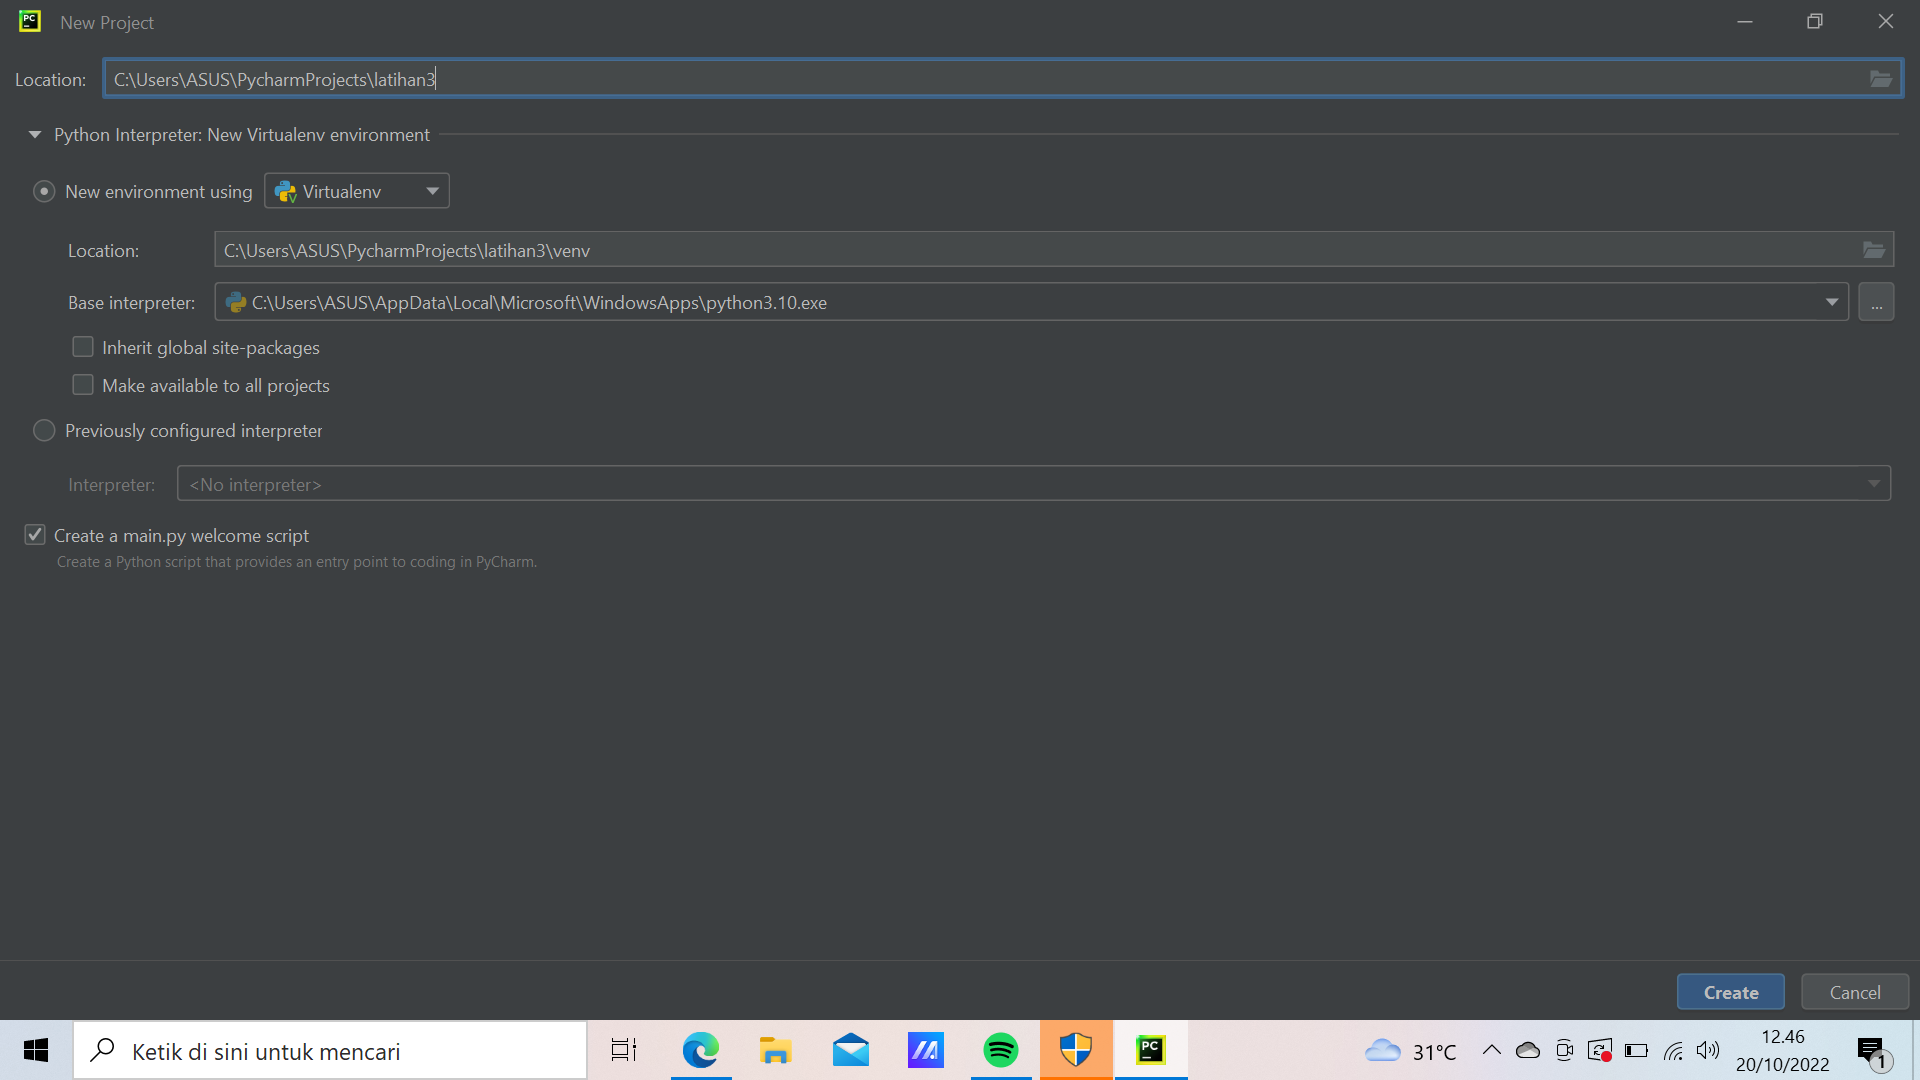 New Project
Location: C:\Users\ASUS\PycharmProjects\latihan3
Python Interpreter: New Virtualenv environment
New environment using Virtualenv
Location: C:\Users\ASUS\PycharmProjects\latihan3\venv
Base interpreter: C:\Users\ASUS\AppData\Local\Microsoft\WindowsApps\python3.10.exe ...
Inherit global site-packages
Make available to all projects
Previously configured interpreter
Interpreter: <No interpreter>
Create a main.py welcome script
Create a Python script that provides an entry point to coding in PyCharm.
Create Cancel
Ketik di sini untuk mencari
PC
31°C
12.46
20/10/2022
1